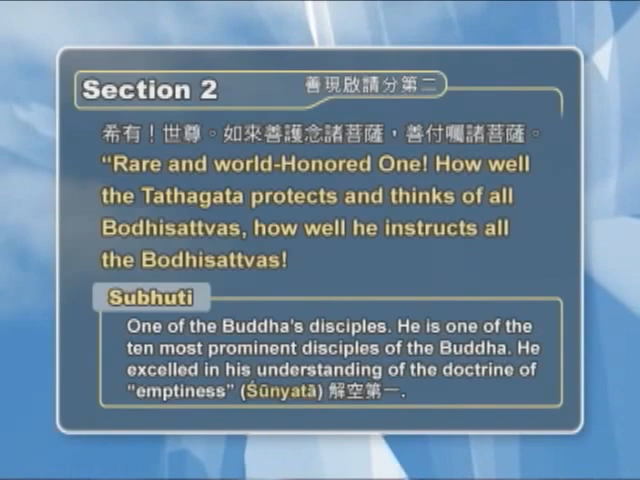 Section 2
善現啟請分第二
希有！世尊。如來善護念諸菩薩，善付囑諸菩薩。
“Rare and world-Honored One! How well
the Tathagata protects and thinks of all
Bodhisattvas, how well he instructs all
the Bodhisattvas!
Subhuti
One of the Buddha's disciples. He is one of the
ten most prominent disciples of the Buddha. He
excelled in his understanding of the doctrine of
“emptiness” (Śūnyatā) 解空第一.